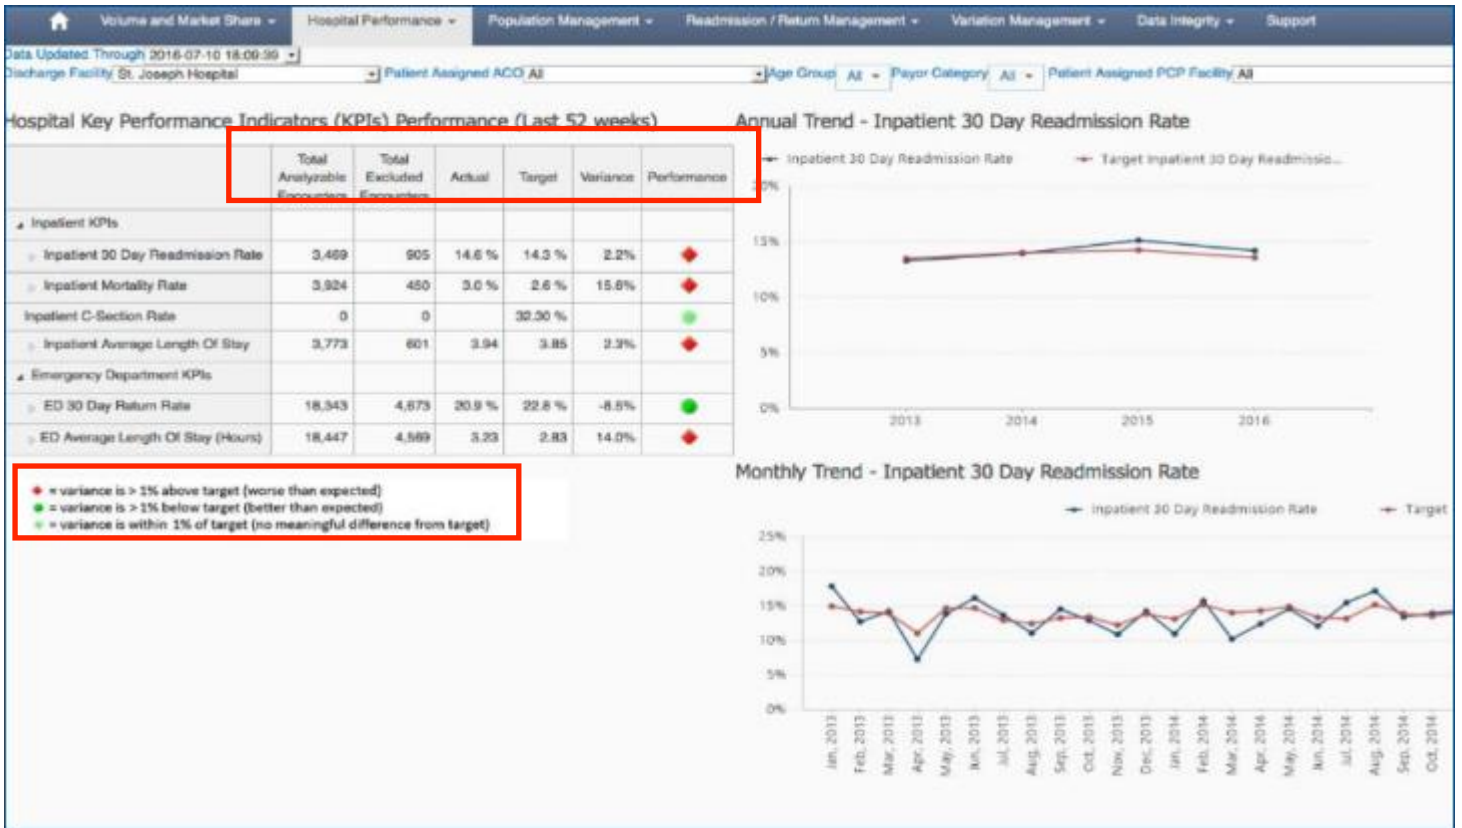 Volume and Market Share Hospital Performance Population Management Readmission / Return Management Variation Management Data Integrity Support
Data Updated Through 2016-07-10 18:09:39
Discharge Facility St. Joseph Hospital Patient Assigned ACO All Age Group All Payor Category All Patient Assigned PCP Facility All
Hospital Key Performance Indicators (KPIs) Performance (Last 52 weeks)
Total Analyzable Encounters Total Excluded Encounters Actual Target Variance Performance
Inpatient KPIs
Inpatient 30 Day Readmission Rate 3,469 905 14.6 % 14.3 % 2.2%
Inpatient Mortality Rate 3,924 450 3.0 % 2.6 % 15.6%
Inpatient C-Section Rate 0 0 32.30 %
Inpatient Average Length Of Stay 3,773 601 3.94 3.85 2.3%
Emergency Department KPIs
ED 30 Day Return Rate 18,343 4,673 20.9 % 22.8 % -8.5%
ED Average Length Of Stay (Hours) 18,447 4,569 3.23 2.83 14.0%
= variance is > 1% above target (worse than expected)
= variance is > 1% below target (better than expected)
= variance is within 1% of target (no meaningful difference from target)
Annual Trend - Inpatient 30 Day Readmission Rate
Inpatient 30 Day Readmission Rate Target Inpatient 30 Day Readmissio...
20%
15%
10%
5%
0%
2013 2014 2015 2016
Monthly Trend - Inpatient 30 Day Readmission Rate
Inpatient 30 Day Readmission Rate Target
25%
20%
15%
10%
5%
0%
Jan, 2013
Feb, 2013
Mar, 2013
Apr, 2013
May, 2013
Jun, 2013
Jul, 2013
Aug, 2013
Sep, 2013
Oct, 2013
Nov, 2013
Dec, 2013
Jan, 2014
Feb, 2014
Mar, 2014
Apr, 2014
May, 2014
Jun, 2014
Jul, 2014
Aug, 2014
Sep, 2014
Oct, 2014